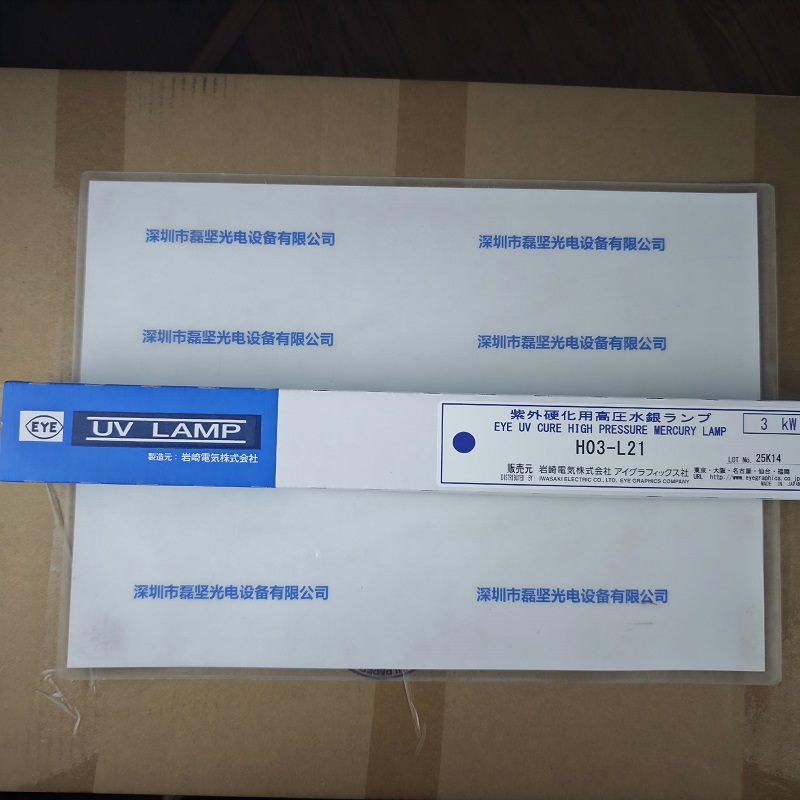 深圳市磊坚光电设备有限公司 深圳市磊坚光电设备有限公司
深圳市磊坚光电设备有限公司 深圳市磊坚光电设备有限公司
EYE UV LAMP
製造元：岩崎電気株式会社
紫外硬化用高圧水銀ランプ
EYE UV CURE HIGH PRESSURE MERCURY LAMP
3 kW
H03-L21
LOT No. 25K14
販売元 岩崎電気株式会社 アイグラフィックス社
DISTRIBUTED BY IWASAKI ELECTRIC CO., LTD. EYE GRAPHICS COMPANY
東京・大阪・名古屋・仙台・福岡
URL http://www.eyegraphics.co.jp
MADE IN JAPAN
深圳市磊坚光电设备有限公司 深圳市磊坚光电设备有限公司